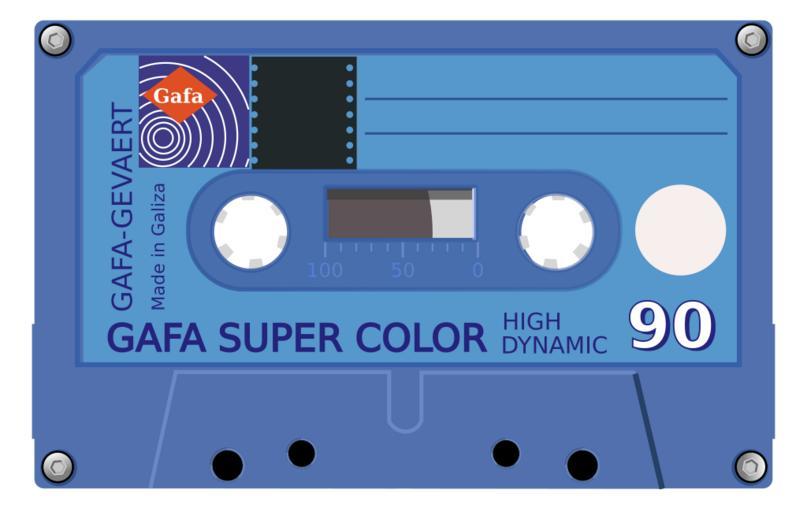 Gafa
GAFA-GEVAERT
Made in Galiza
100 50 0
GAFA SUPER COLOR
HIGH
DYNAMIC
90